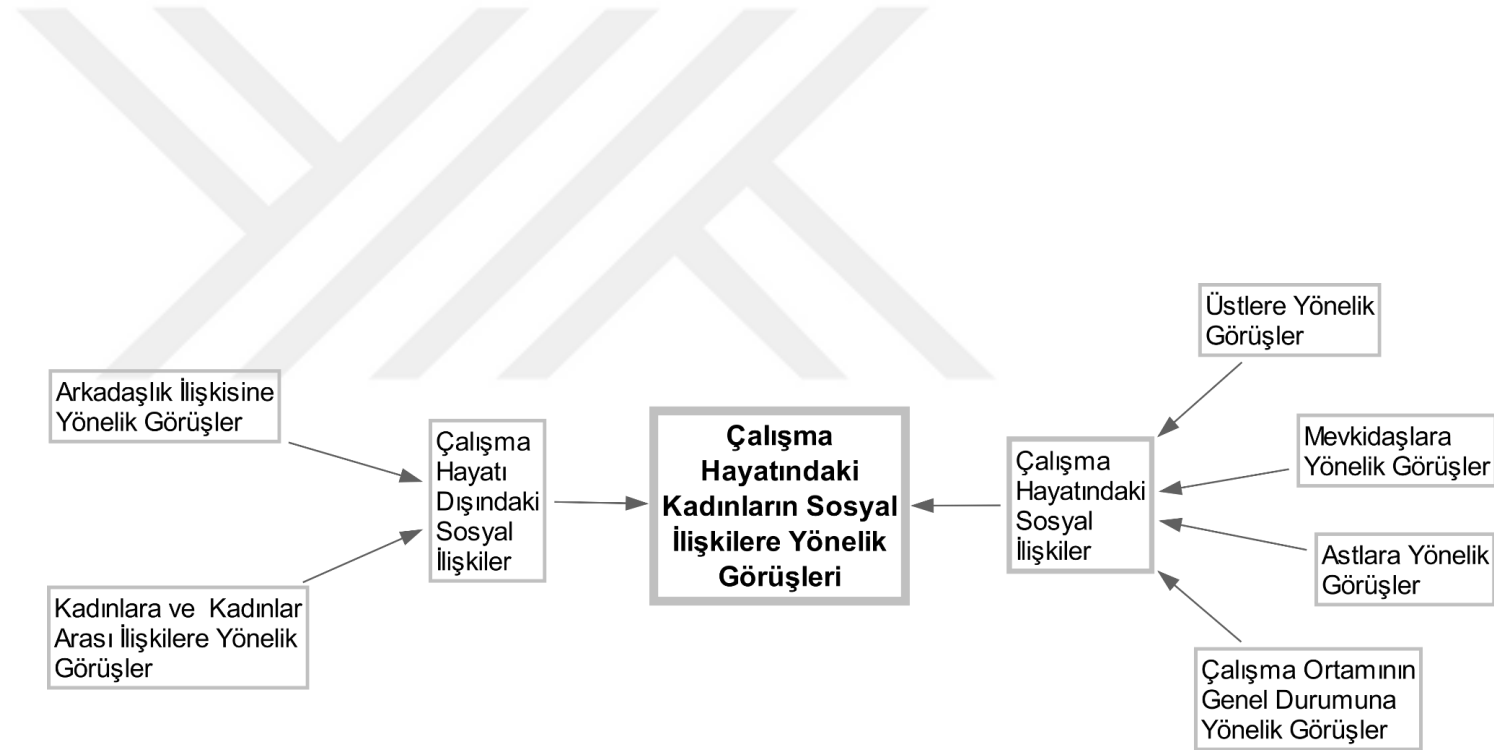 Arkadaşlık İlişkisine
Yönelik Görüşler
Kadınlara ve  Kadınlar
Arası İlişkilere Yönelik
Görüşler
Çalışma
Hayatı
Dışındaki
Sosyal
İlişkiler
Çalışma
Hayatındaki
Kadınların Sosyal
İlişkilere Yönelik
Görüşleri
Çalışma
Hayatındaki
Sosyal
İlişkiler
Üstlere Yönelik
Görüşler
Mevkidaşlara
Yönelik Görüşler
Astlara Yönelik
Görüşler
Çalışma Ortamının
Genel Durumuna
Yönelik Görüşler